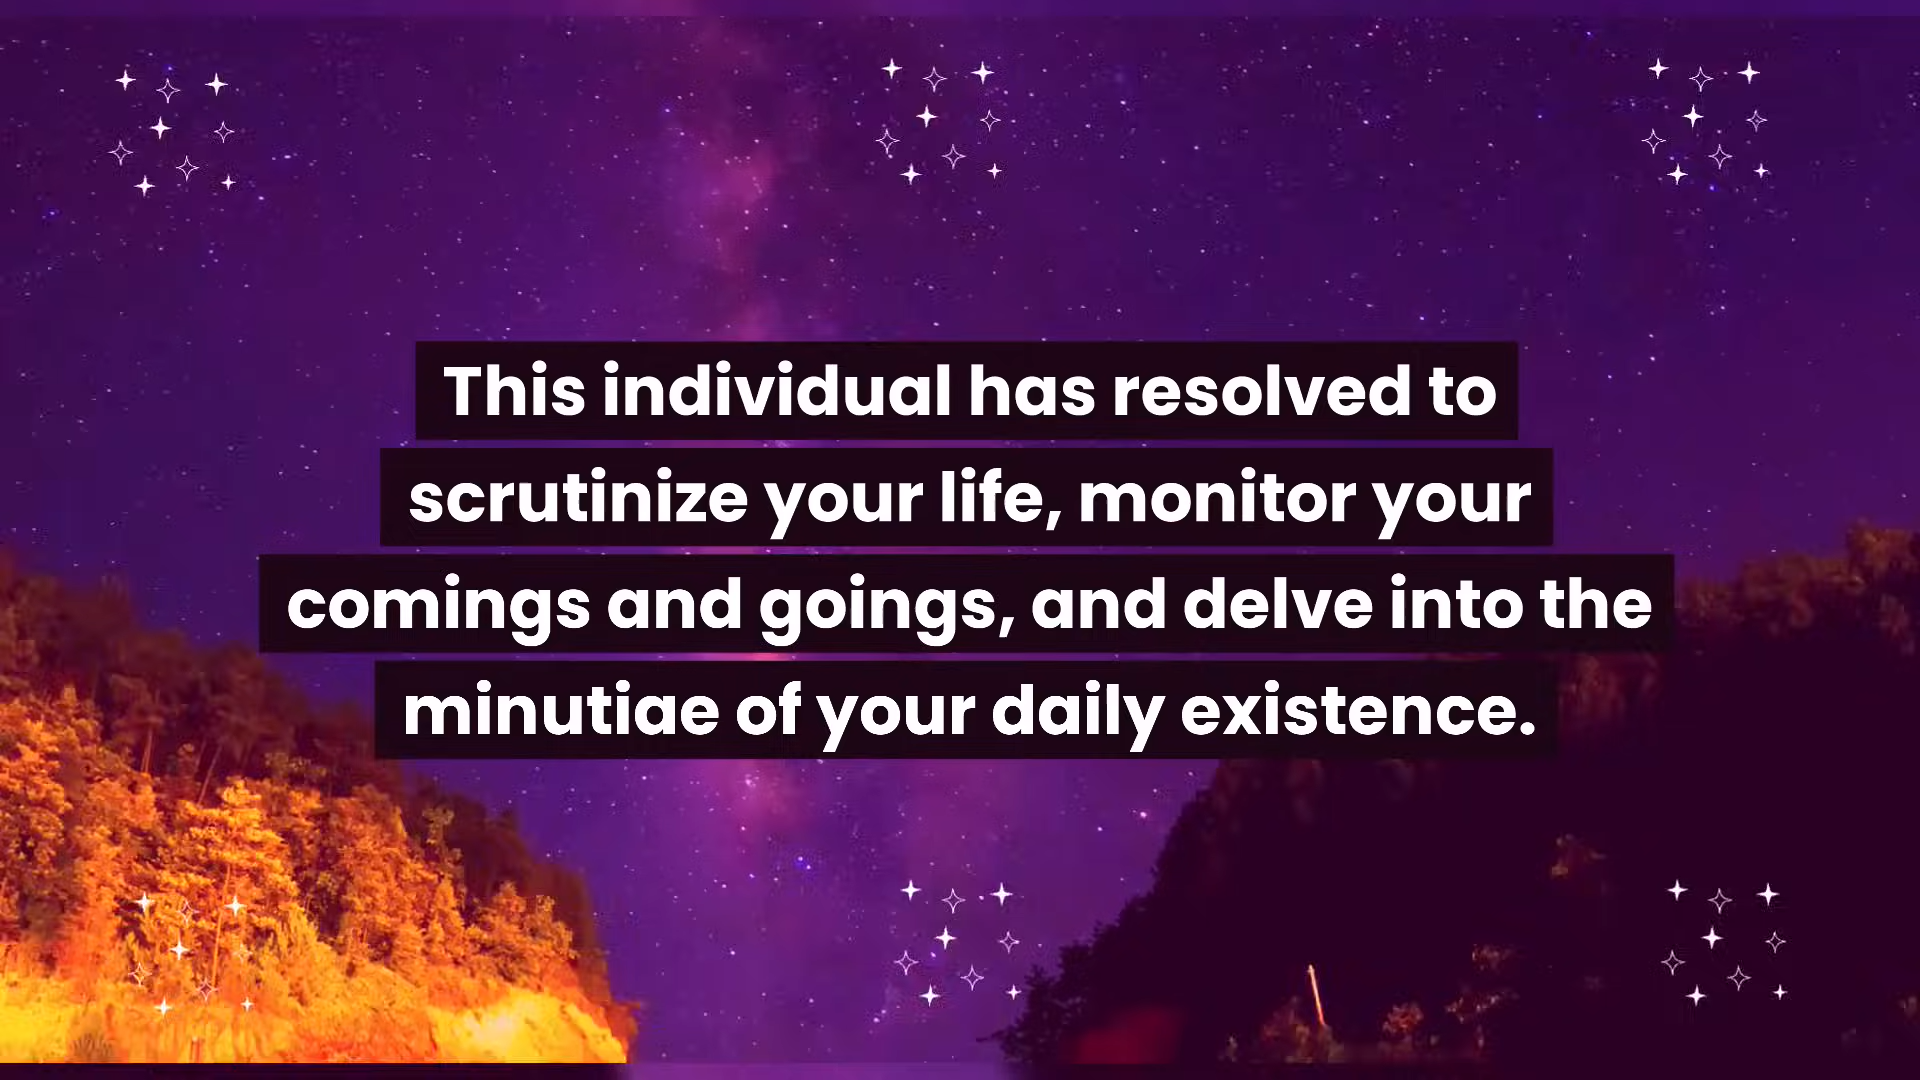 This individual has resolved to
scrutinize your life, monitor your
comings and goings, and delve into the
minutiae of your daily existence.